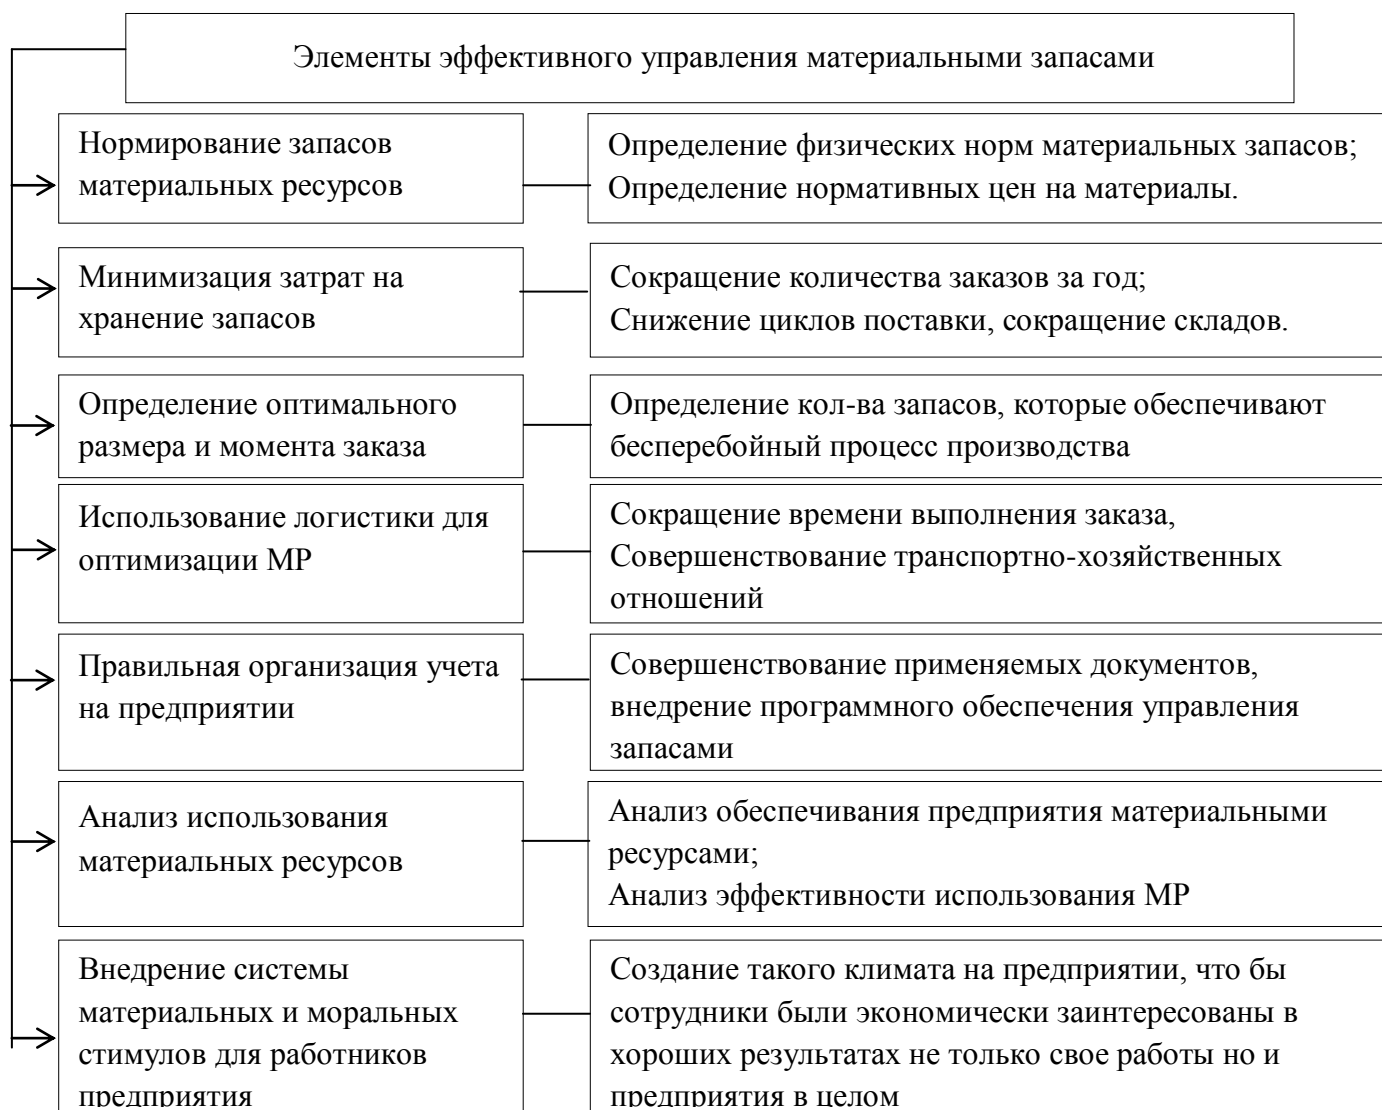 Элементы эффективного управления материальными запасами
Нормирование запасов
материальных ресурсов
Определение физических норм материальных запасов;
Определение нормативных цен на материалы.
Минимизация затрат на
хранение запасов
Сокращение количества заказов за год;
Снижение циклов поставки, сокращение складов.
Определение оптимального
размера и момента заказа
Определение кол-ва запасов, которые обеспечивают
бесперебойный процесс производства
Использование логистики для
оптимизации МР
Сокращение времени выполнения заказа,
Совершенствование транспортно-хозяйственных
отношений
Правильная организация учета
на предприятии
Совершенствование применяемых документов,
внедрение программного обеспечения управления
запасами
Анализ использования
материальных ресурсов
Анализ обеспечивания предприятия материальными
ресурсами;
Анализ эффективности использования МР
Внедрение системы
материальных и моральных
стимулов для работников
предприятия
Создание такого климата на предприятии, что бы
сотрудники были экономически заинтересованы в
хороших результатах не только свое работы но и
предприятия в целом